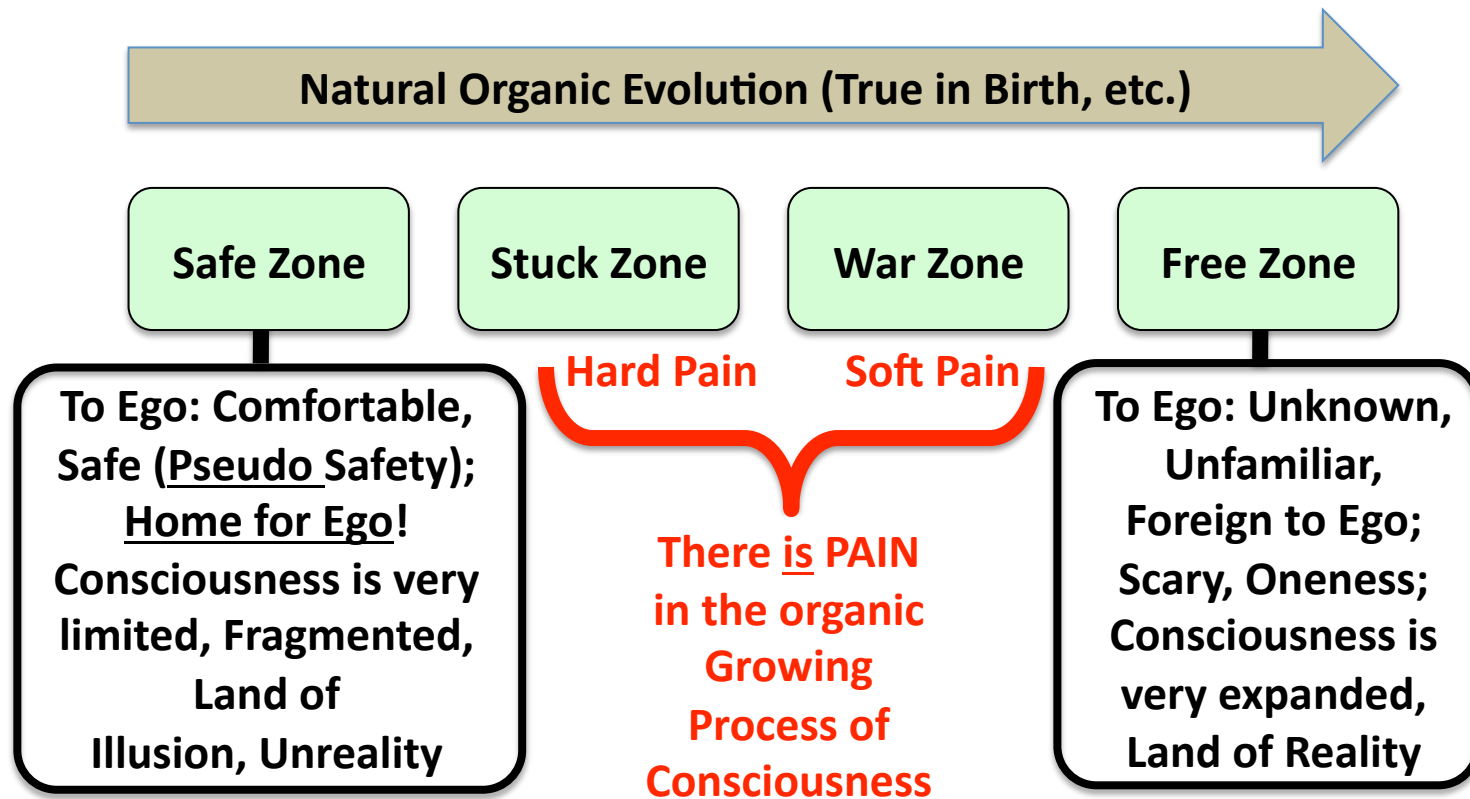 Natural Organic Evolution (True in Birth, etc.)
Safe Zone
Stuck Zone
War Zone
Free Zone
Hard Pain
Soft Pain
To Ego: Comfortable,
Safe (Pseudo Safety);
Home for Ego!
Consciousness is very
limited, Fragmented,
Land of
Illusion, Unreality
There is PAIN
in the organic
Growing
Process of
Consciousness
To Ego: Unknown,
Unfamiliar,
Foreign to Ego;
Scary, Oneness;
Consciousness is
very expanded,
Land of Reality